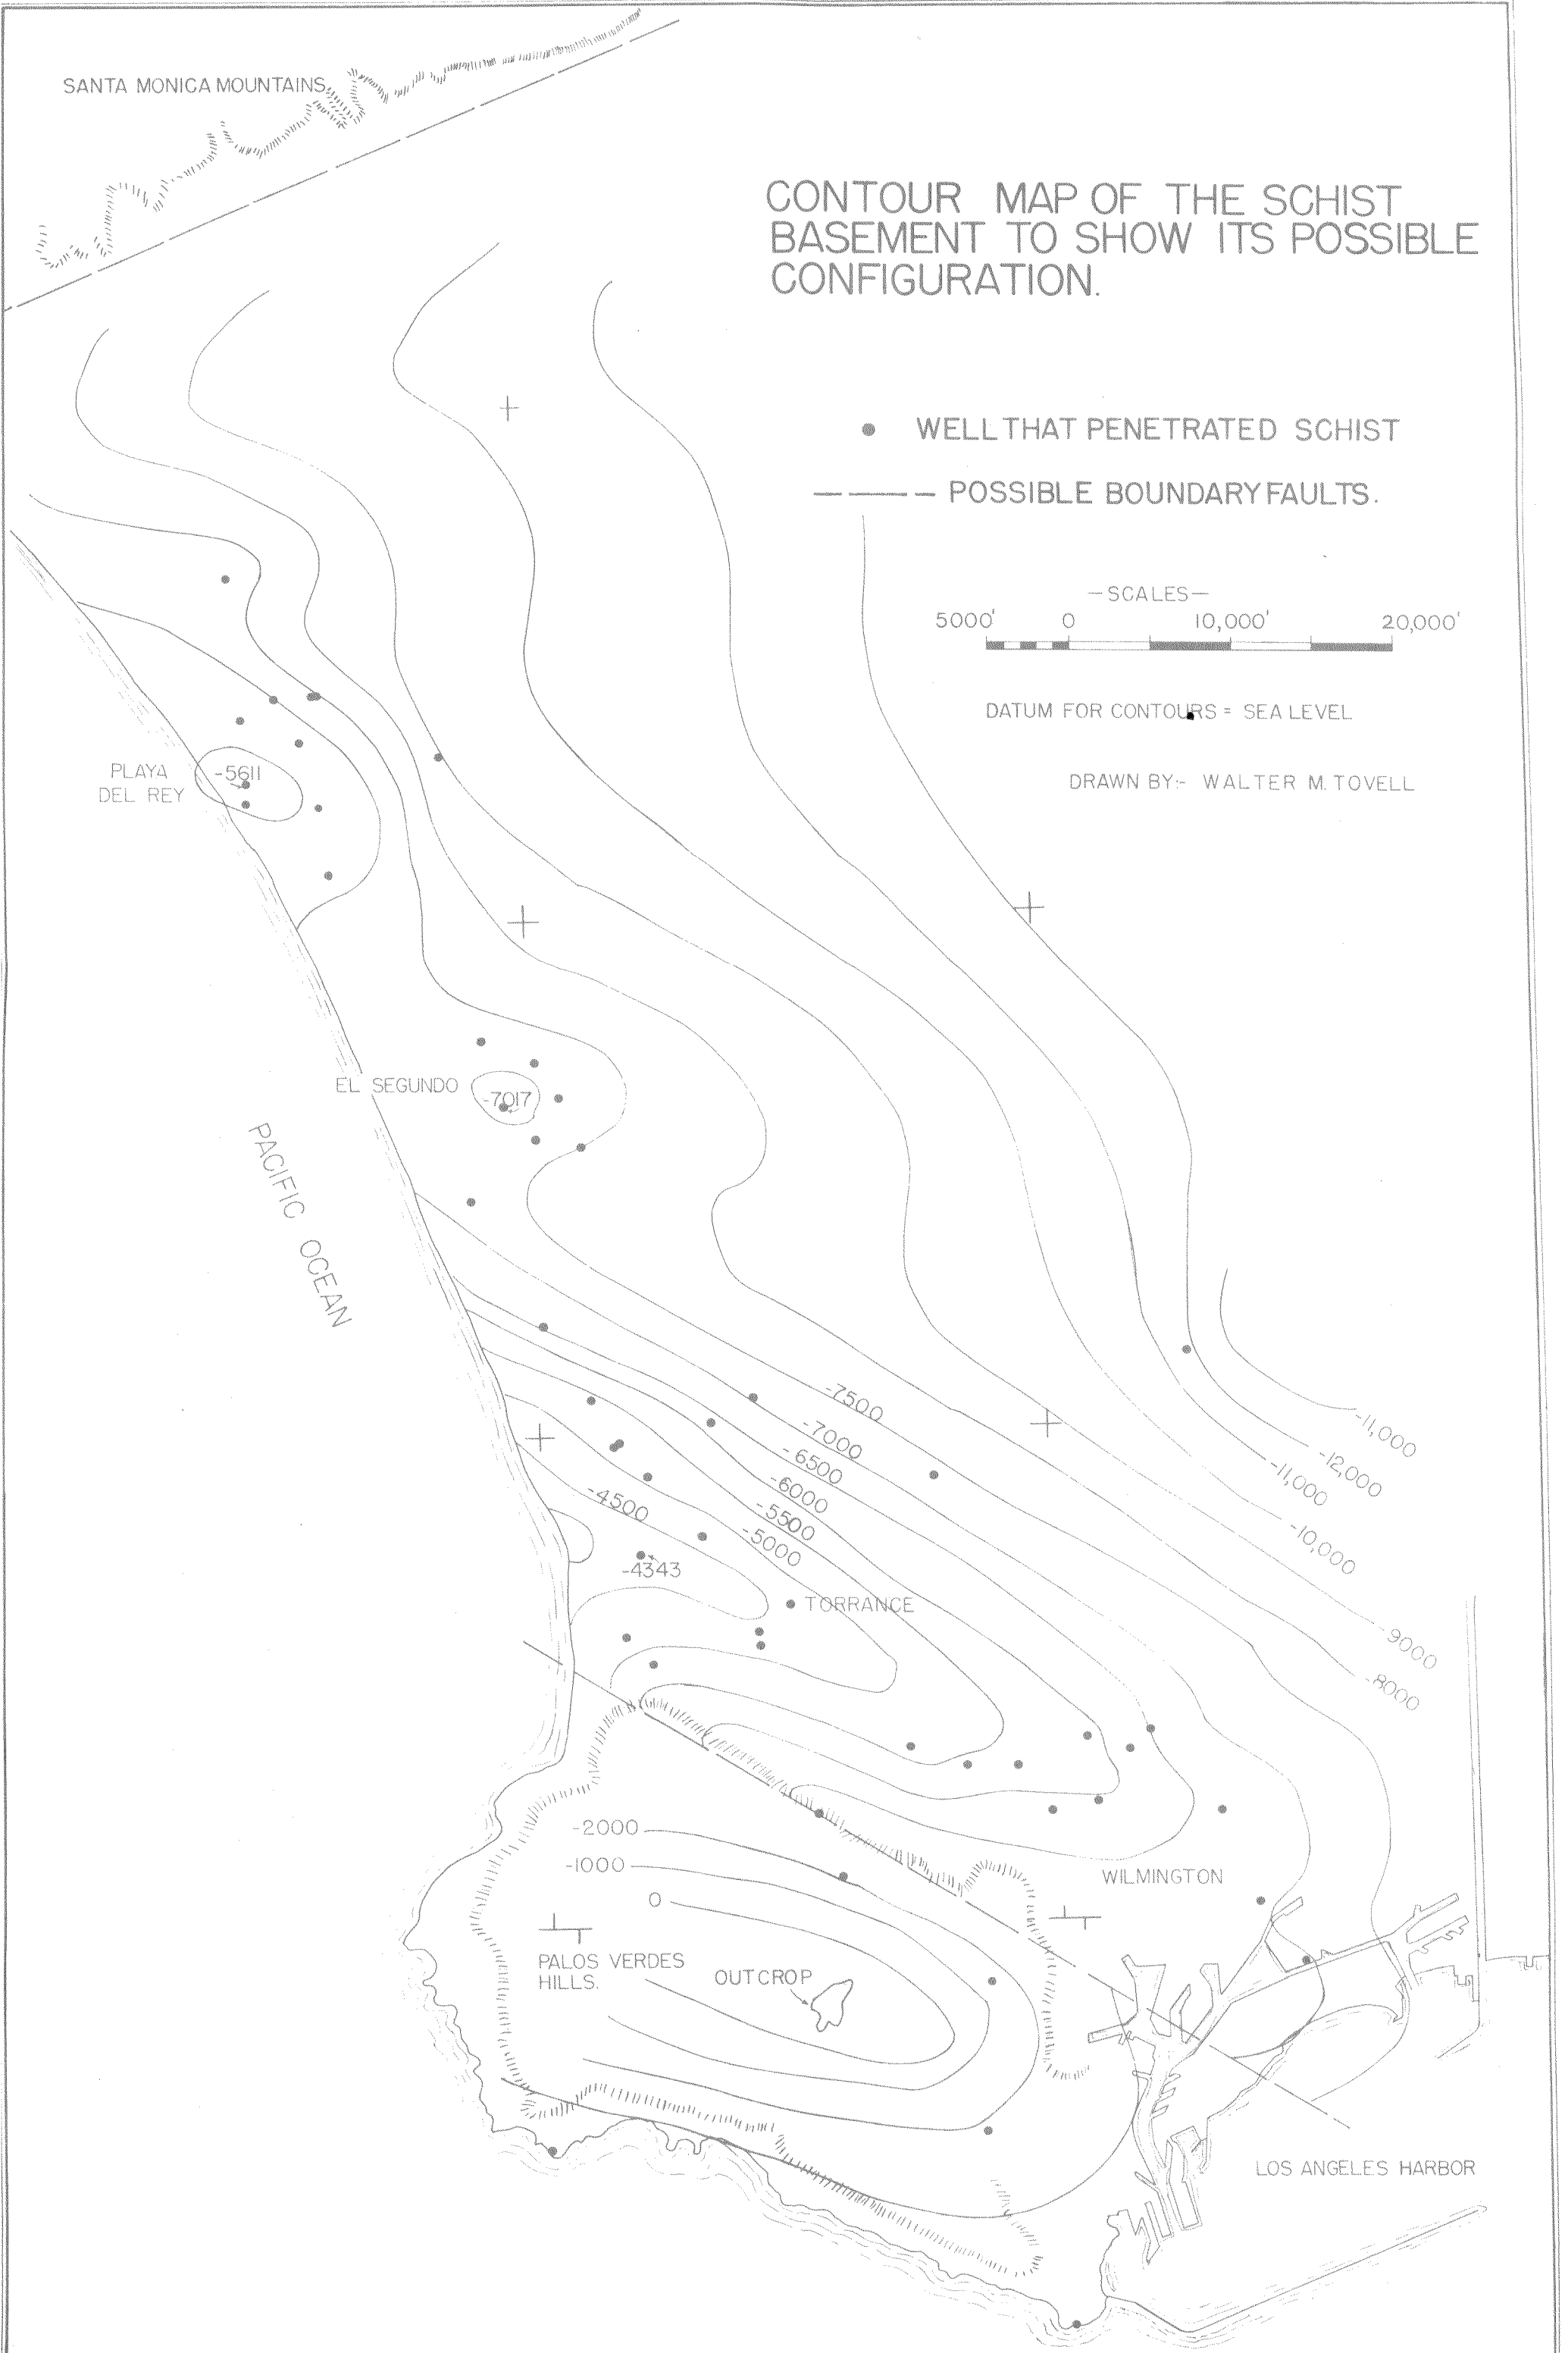 SANTA MONICA MOUNTAINS
CONTOUR MAP OF THE SCHIST
BASEMENT TO SHOW ITS POSSIBLE
CONFIGURATION.
WELL THAT PENETRATED SCHIST
POSSIBLE BOUNDARY FAULTS.
-SCALES-
5000' 0 10,000' 20,000'
DATUM FOR CONTOURS = SEA LEVEL
DRAWN BY:- WALTER M. TOVELL
PLAYA
DEL REY
-5611
EL SEGUNDO
-7017
PACIFIC OCEAN
-7500
-7000
-6500
-6000
-5500
-5000
-4500
-4343
-11,000
-12,000
-11,000
-10,000
-9000
-8000
TORRANCE
-2000
-1000
0
WILMINGTON
PALOS VERDES
HILLS.
OUTCROP
LOS ANGELES HARBOR